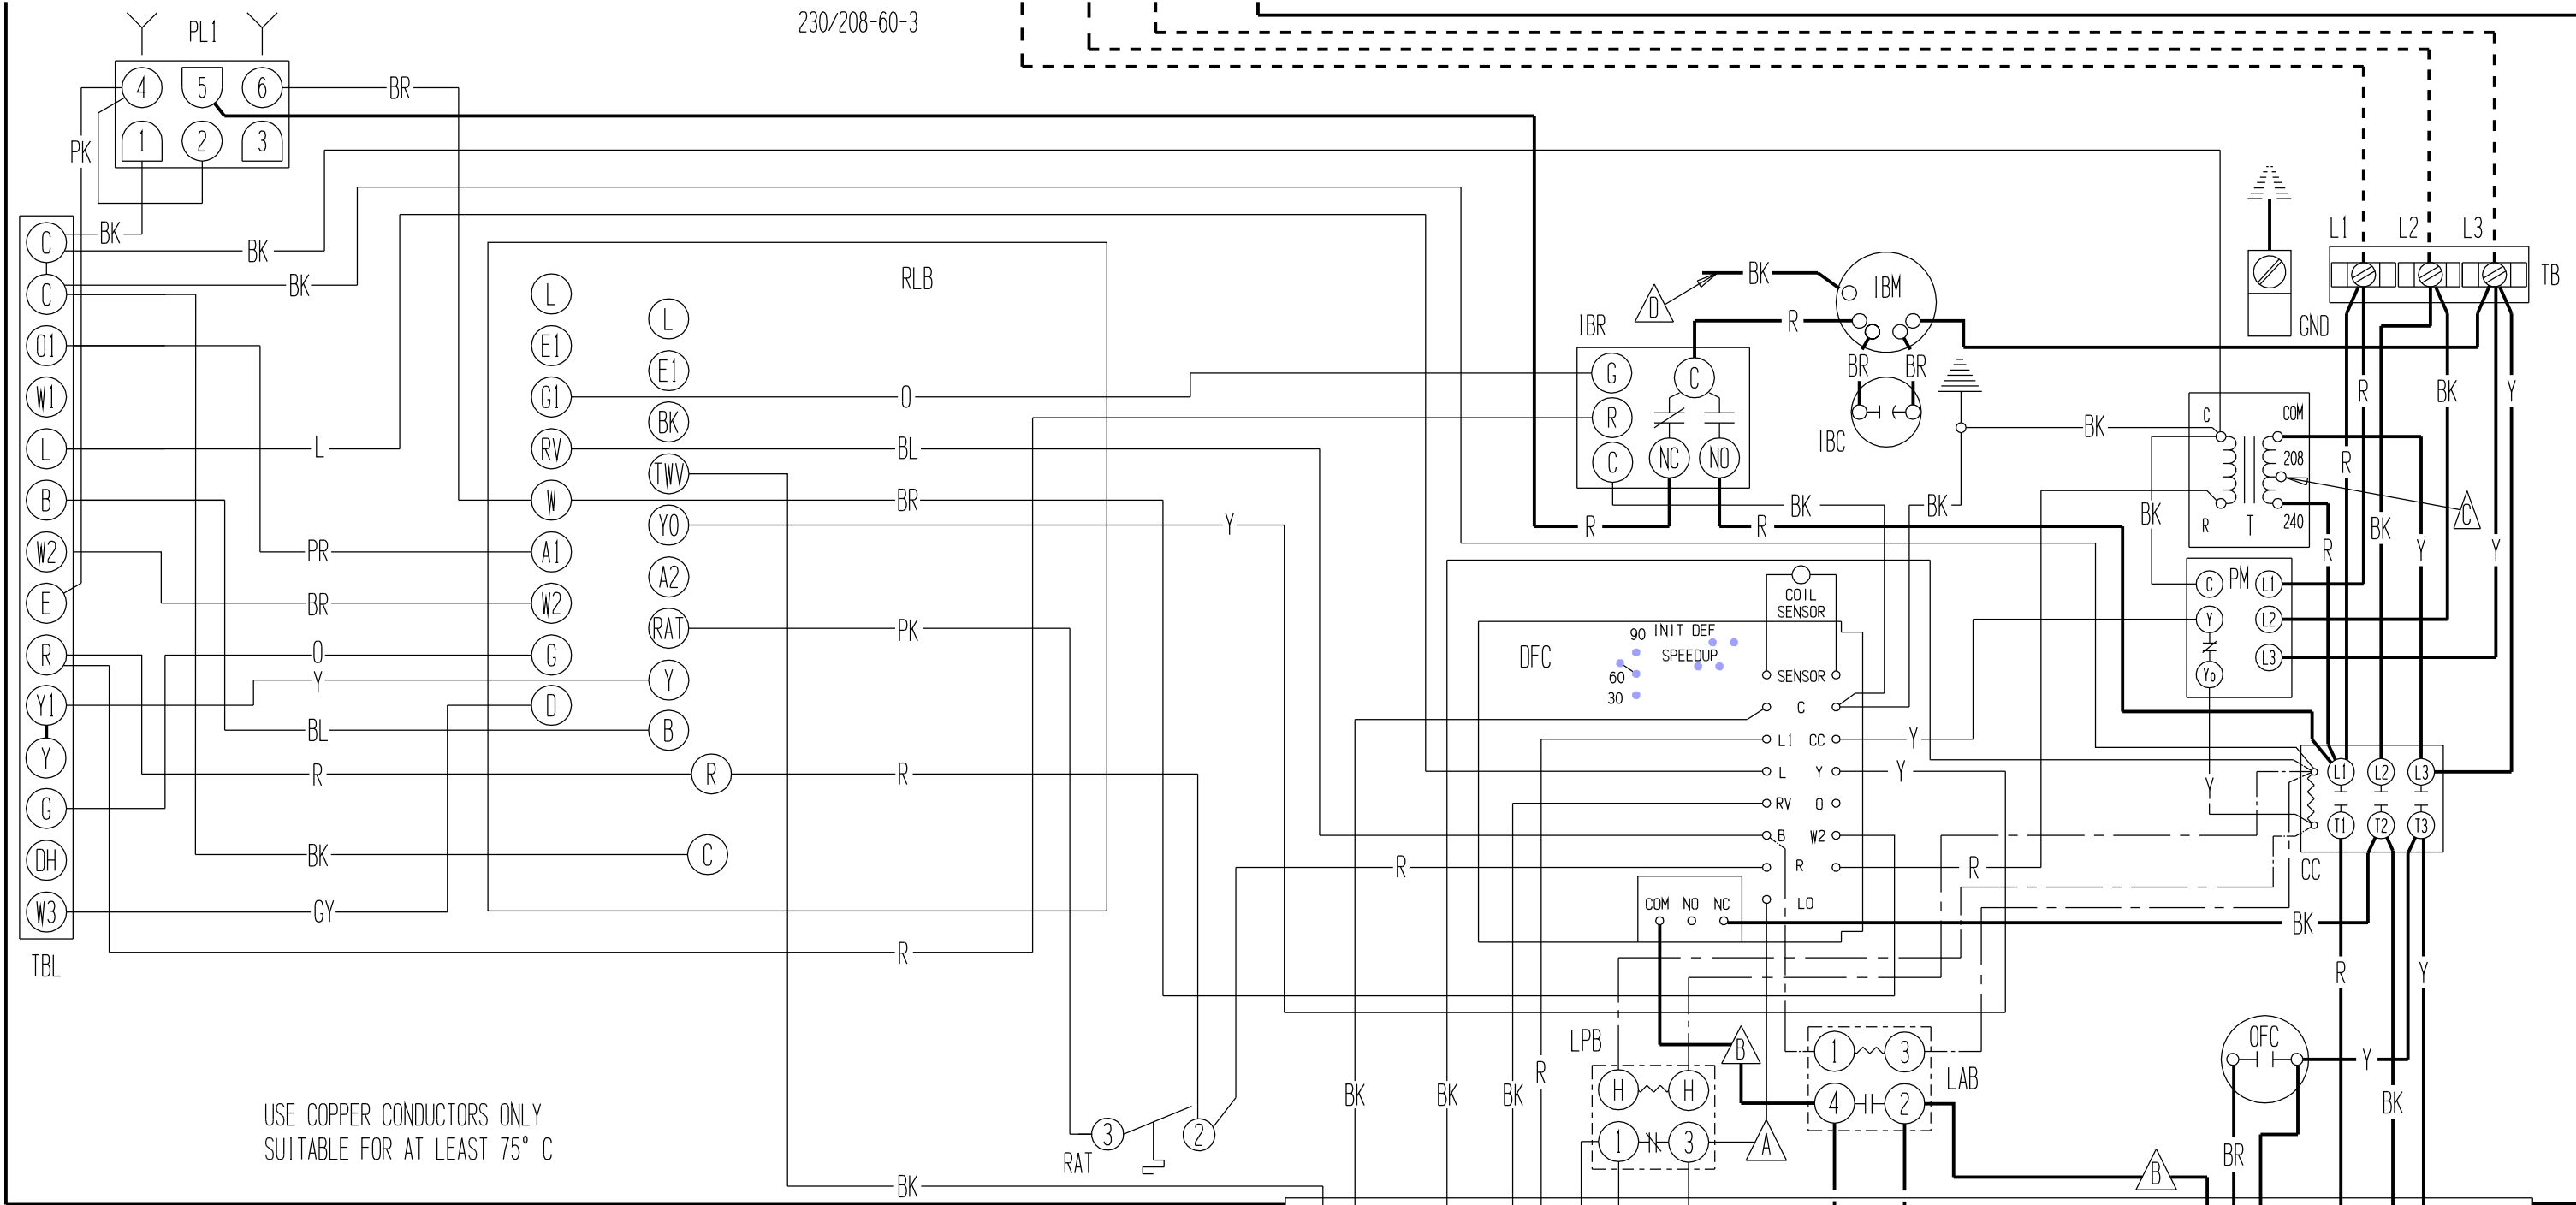 230/208-60-3
PL1
4 5 6
1 2 3
BR
PK
BK
BK
BK
C
C
O1
W1
L
B
W2
E
R
Y1
Y
G
DH
W3
TBL
L
PR
BR
O
Y
BL
R
BK
GY
RLB
L
E1
G1
RV
W
A1
W2
G
D
L
E1
BK
TWV
YO
A2
RAT
Y
B
R
C
O
BL
BR
PK
R
R
BK
Y
R
3 2
RAT
USE COPPER CONDUCTORS ONLY
SUITABLE FOR AT LEAST 75° C
IBR
G
R
C
C
NC NO
D
BK
IBM
R
BR BR
IBC
R
BK
R
BK
BK
GND
L1 L2 L3
TB
R BK Y
C COM
208
240
R T
C
BK
R
R
BK
Y
Y
PM
C L1
Y L2
L3
Y0
Y
COIL
SENSOR
DFC
90 INIT DEF
SPEEDUP
60
30
SENSOR
C
L1 CC
L Y
RV O
B W2
R
LO
COM NO NC
Y
Y
R
L1 L2 L3
T1 T2 T3
CC
BK
R
Y
OFC
Y
BR
BK
LPB
H H
1 3
A
B
1 3
4 2
LAB
B
BK
BK
BK
R